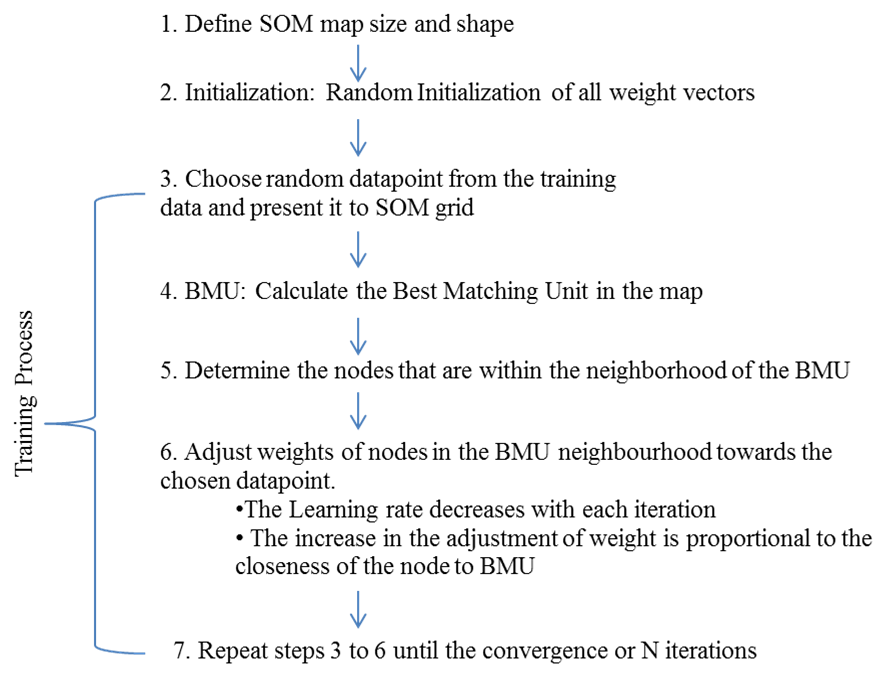 1. Define SOM map size and shape
2. Initialization: Random Initialization of all weight vectors
3. Choose random datapoint from the training
data and present it to SOM grid
4. BMU: Calculate the Best Matching Unit in the map
5. Determine the nodes that are within the neighborhood of the BMU
6. Adjust weights of nodes in the BMU neighbourhood towards the
chosen datapoint.
•The Learning rate decreases with each iteration
• The increase in the adjustment of weight is proportional to the
closeness of the node to BMU
7. Repeat steps 3 to 6 until the convergence or N iterations
Training Process